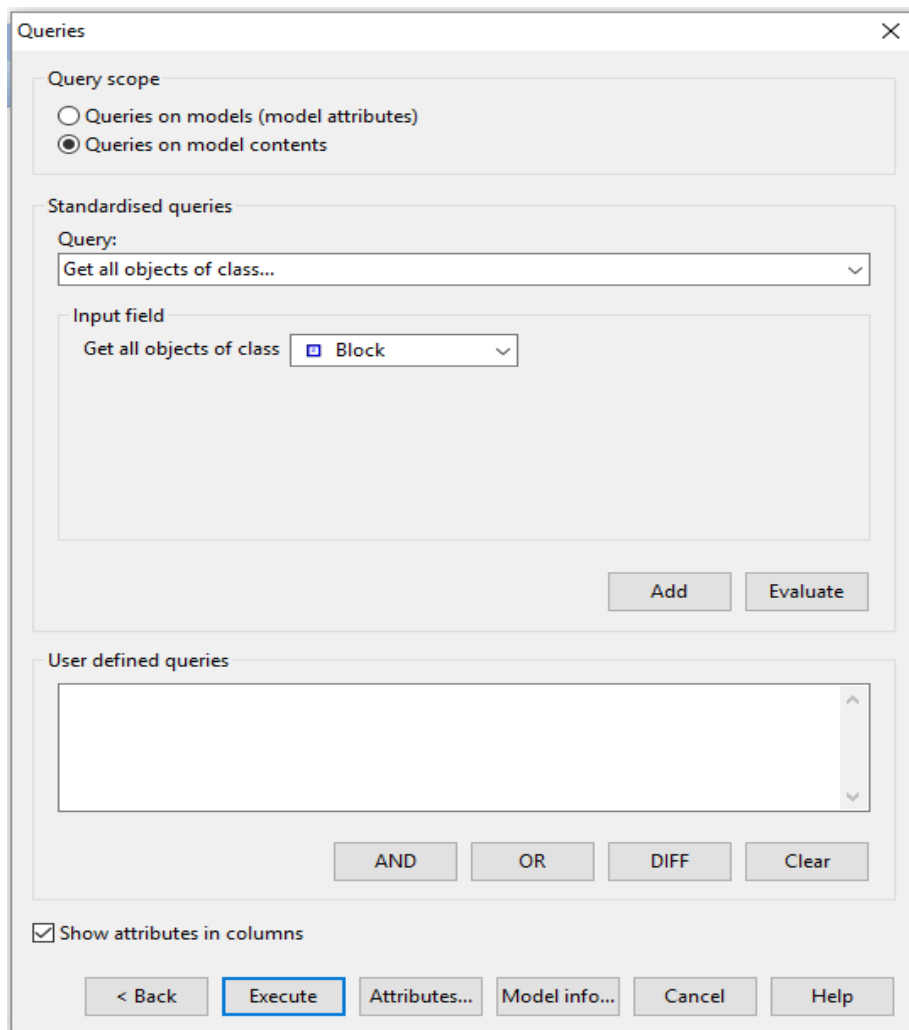 Queries
Query scope
Queries on models (model attributes)
Queries on model contents
Standardised queries
Query:
Get all objects of class...
Input field
Get all objects of class Block
Add Evaluate
User defined queries
AND OR DIFF Clear
Show attributes in columns
< Back Execute Attributes... Model info... Cancel Help